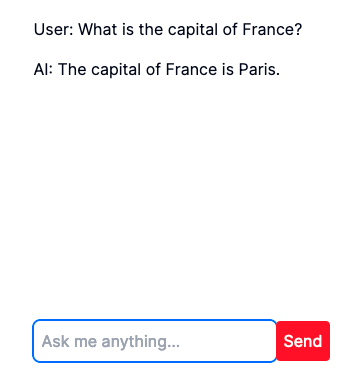 User: What is the capital of France?
AI: The capital of France is Paris.
Ask me anything... Send